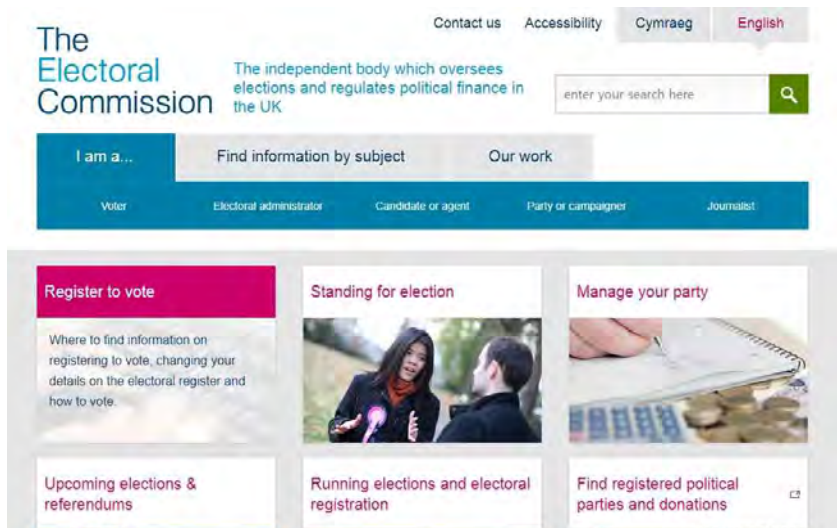 Contact us Accessibility Cymraeg English
The
Electoral
Commission
The independent body which oversees
elections and regulates political finance in
the UK
enter your search here
I am a... Find information by subject Our work
Voter Electoral administrator Candidate or agent Party or campaigner Journalist
Register to vote
Where to find information on
registering to vote, changing your
details on the electoral register and
how to vote.
Standing for election
Manage your party
Upcoming elections &
referendums
Running elections and electoral
registration
Find registered political
parties and donations